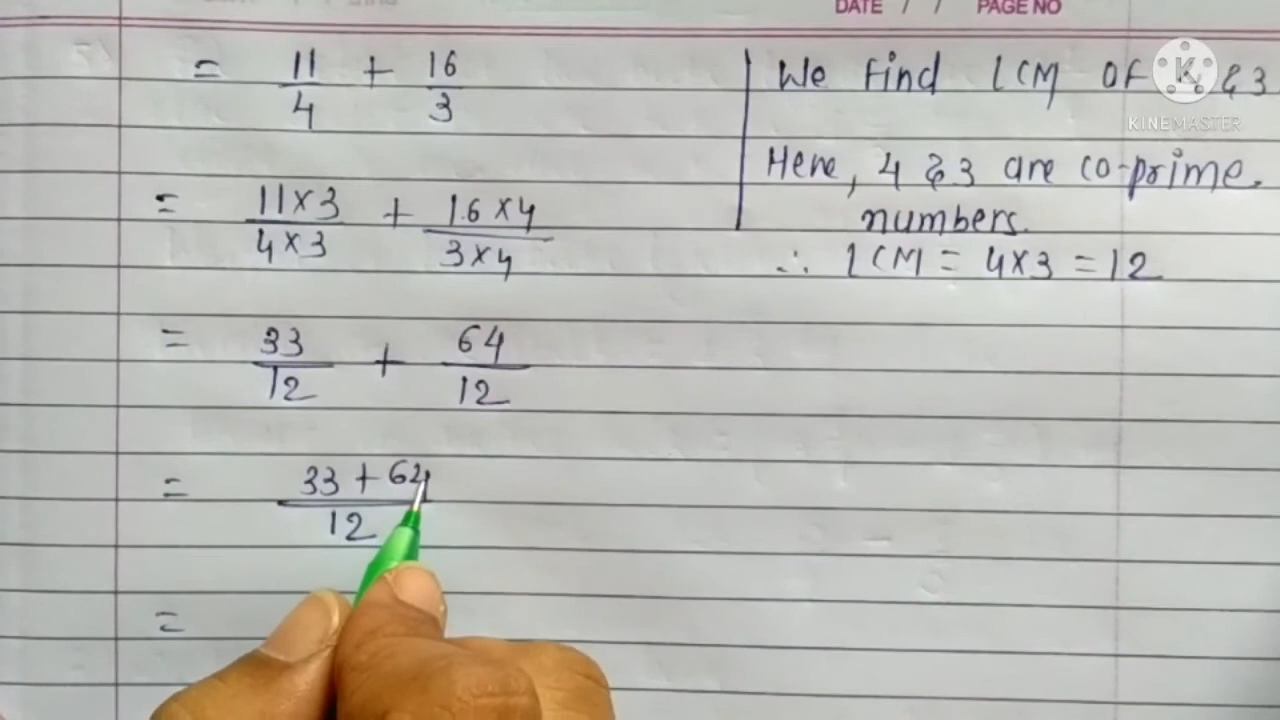 DATE / / PAGE NO
= 11/4 + 16/3
= 11×3/4×3 + 16×4/3×4
= 33/12 + 64/12
= 33+64/12
=
We Find LCM OF &3
Here, 4 &3 are co-prime.
numbers.
∴ LCM = 4×3 = 12
K
KINEMASTER